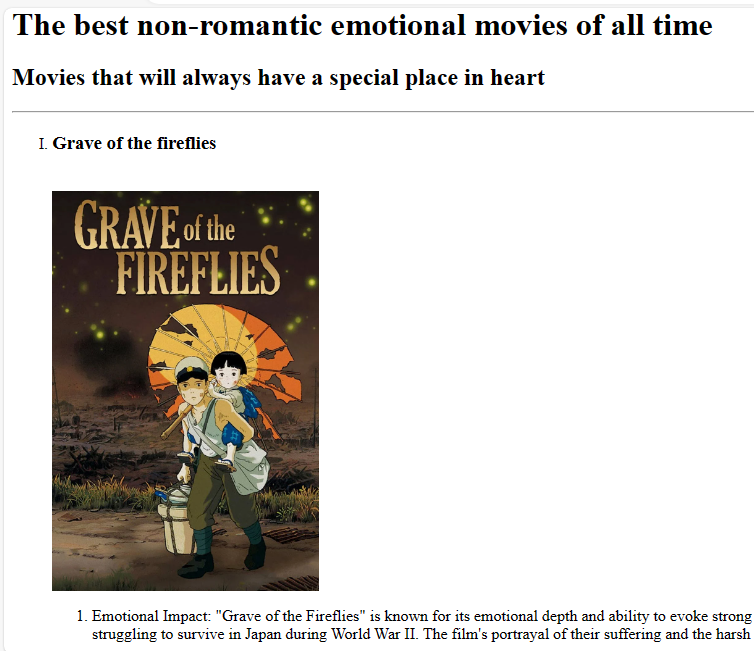 The best non-romantic emotional movies of all time
Movies that will always have a special place in heart
I. Grave of the fireflies
GRAVE of the
FIREFLIES
1. Emotional Impact: "Grave of the Fireflies" is known for its emotional depth and ability to evoke strong
struggling to survive in Japan during World War II. The film's portrayal of their suffering and the harsh